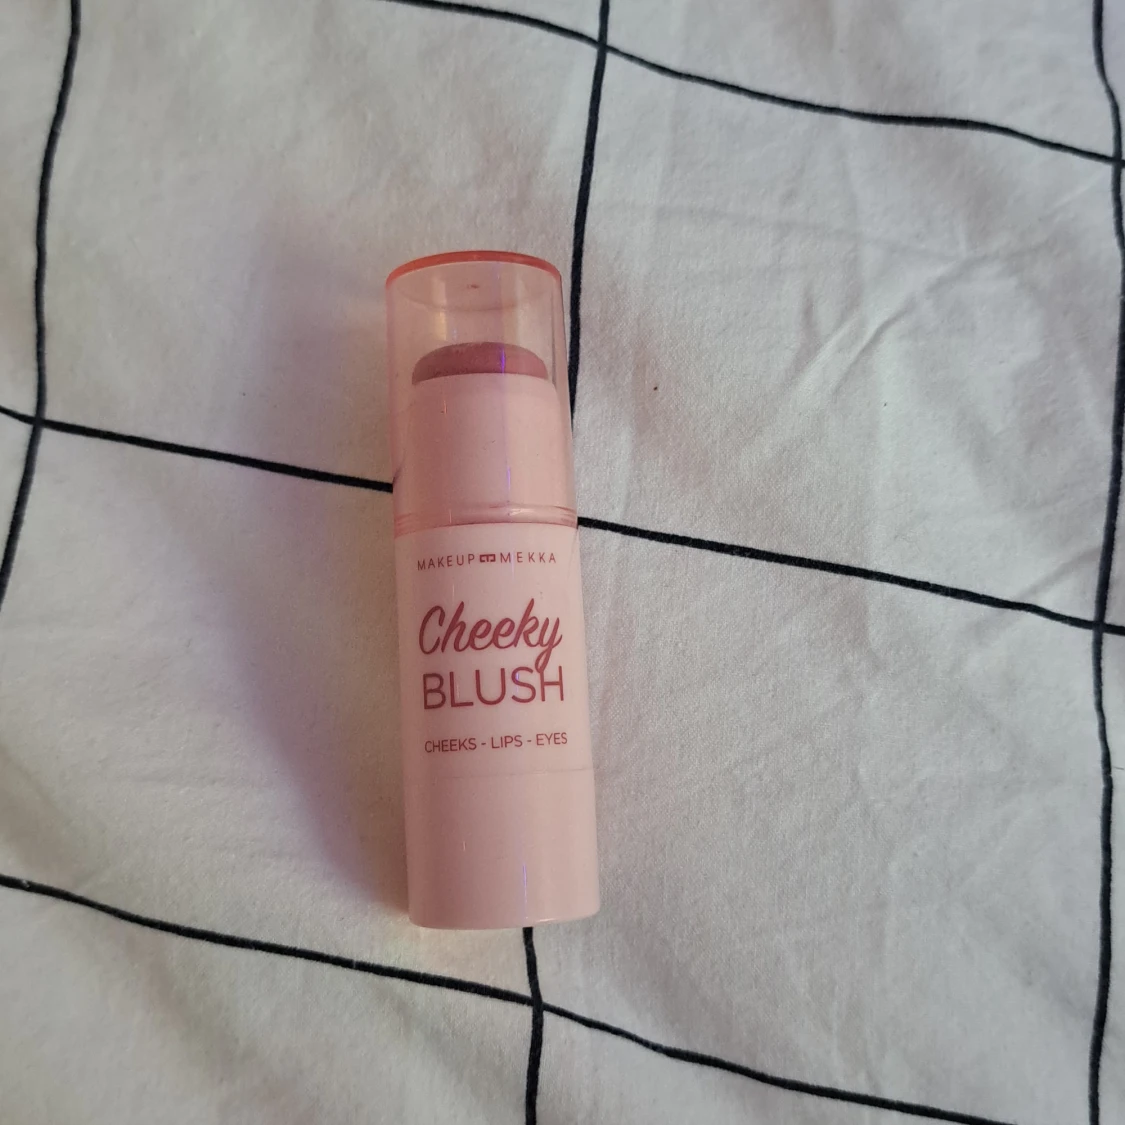 MAKEUP MEKKA
Cheeky
BLUSH
CHEEKS - LIPS - EYES